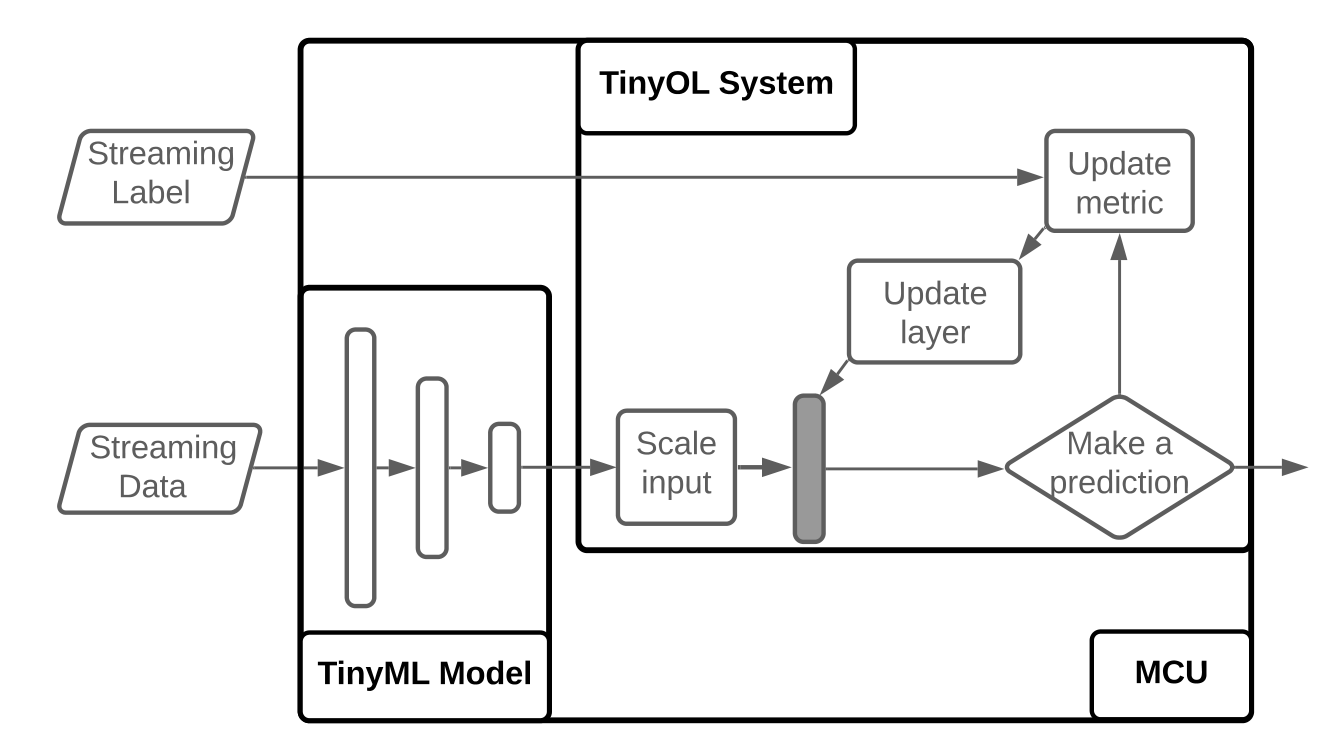 TinyOL System
Streaming
Label
Update
metric
Update
layer
Streaming
Data
Scale
input
Make a
prediction
TinyML Model
MCU